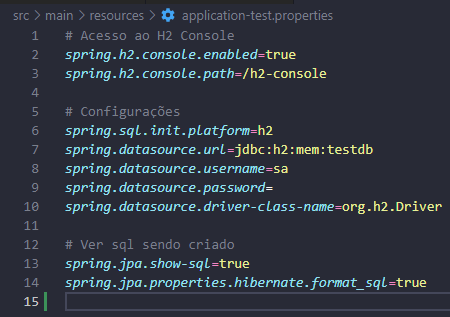 src > main > resources > application-test.properties
1 # Acesso ao H2 Console
2 spring.h2.console.enabled=true
3 spring.h2.console.path=/h2-console
4
5 # Configurações
6 spring.sql.init.platform=h2
7 spring.datasource.url=jdbc:h2:mem:testdb
8 spring.datasource.username=sa
9 spring.datasource.password=
10 spring.datasource.driver-class-name=org.h2.Driver
11
12 # Ver sql sendo criado
13 spring.jpa.show-sql=true
14 spring.jpa.properties.hibernate.format_sql=true
15